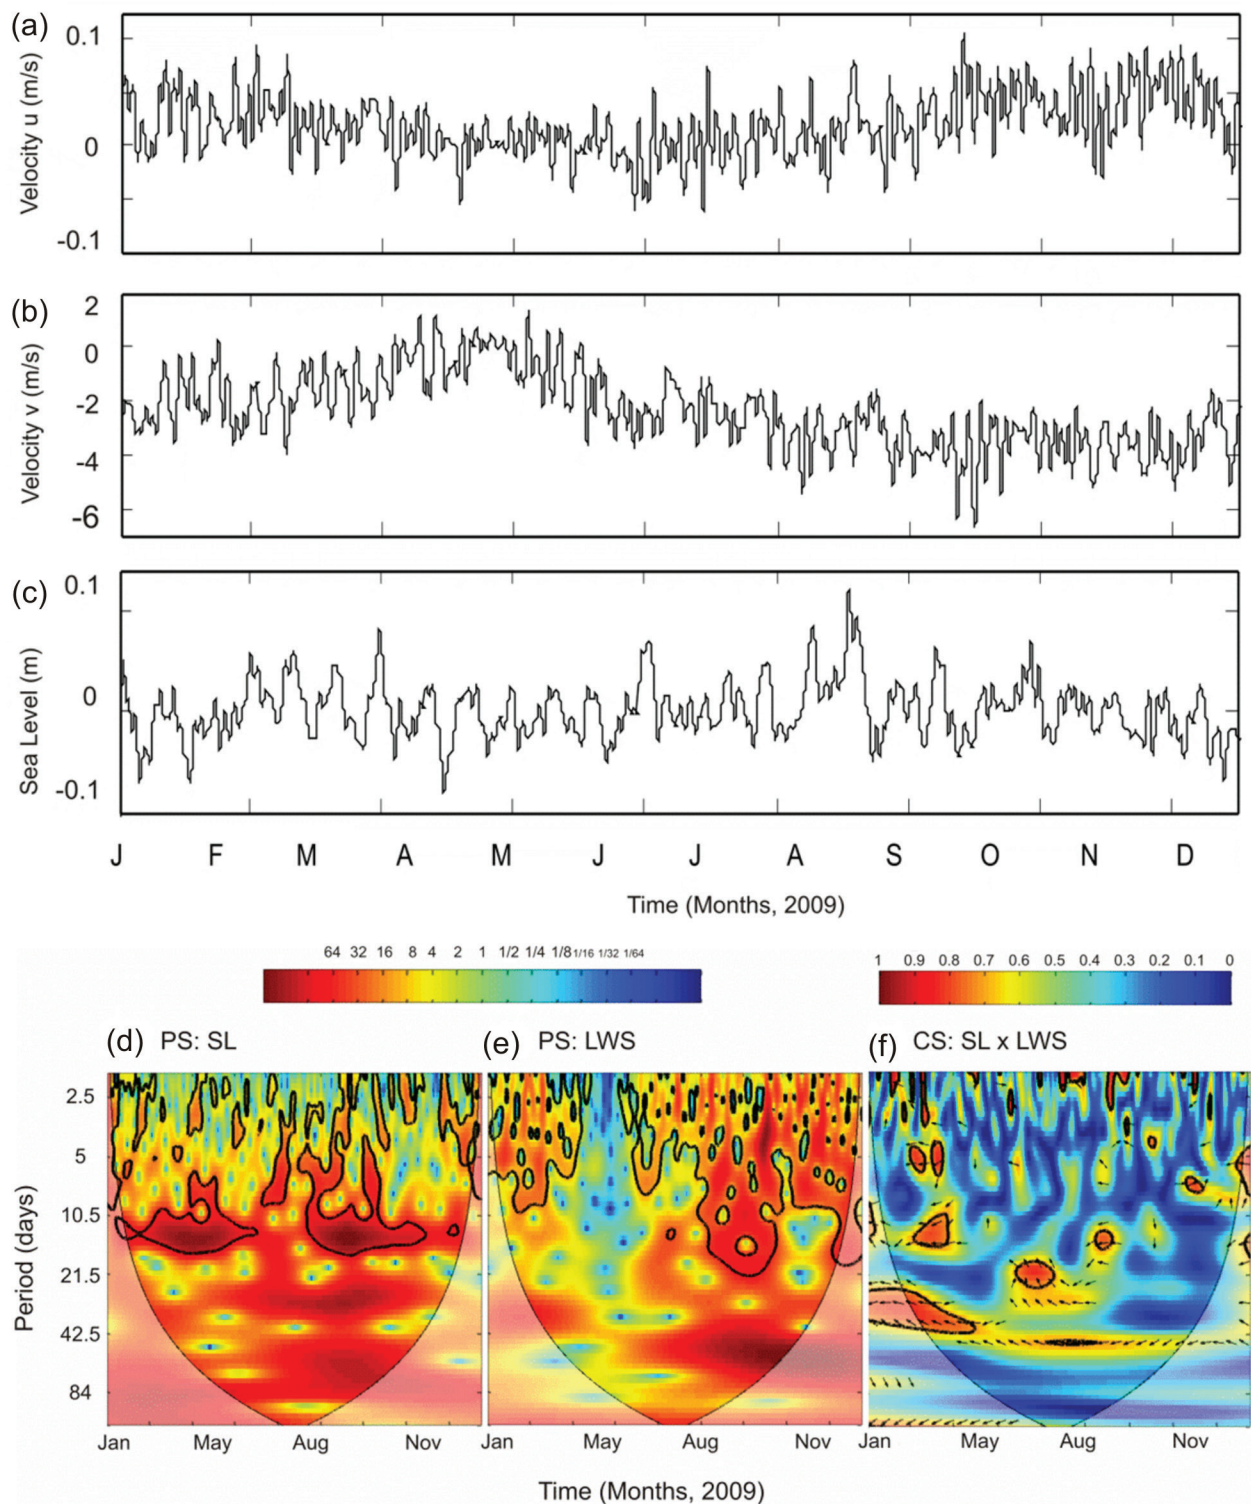 (a)
0.1
0
-0.1
Velocity u (m/s)
(b)
2
0
-2
-4
-6
Velocity v (m/s)
(c)
0.1
0
-0.1
Sea Level (m)
J F M A M J J A S O N D
Time (Months, 2009)
64 32 16 8 4 2 1 1/2 1/4 1/8 1/16 1/32 1/64
1 0.9 0.8 0.7 0.6 0.5 0.4 0.3 0.2 0.1 0
(d) PS: SL
(e) PS: LWS
(f) CS: SL x LWS
2.5
5
10.5
21.5
42.5
84
Period (days)
Jan May Aug Nov
Jan May Aug Nov
Jan May Aug Nov
Time (Months, 2009)